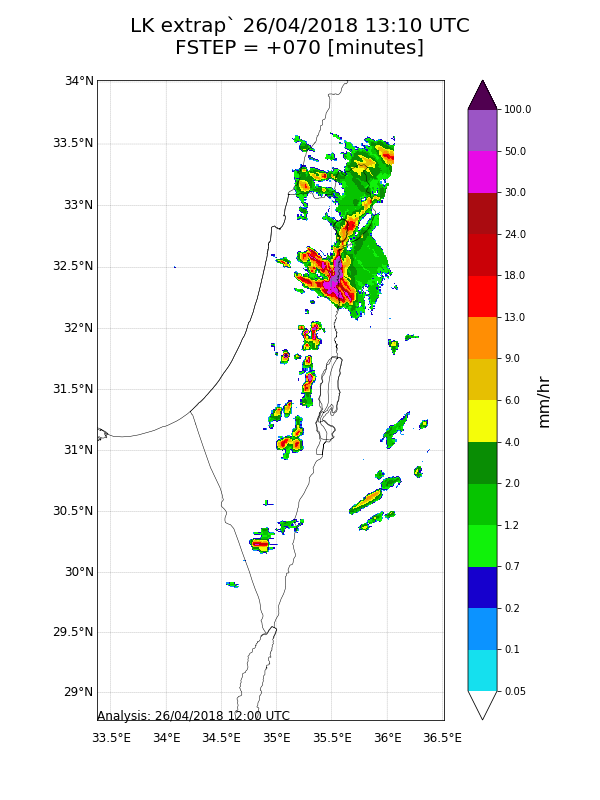 LK extrap` 26/04/2018 13:10 UTC
FSTEP = +070 [minutes]
34°N
33.5°N
33°N
32.5°N
32°N
31.5°N
31°N
30.5°N
30°N
29.5°N
29°N
Analysis: 26/04/2018 12:00 UTC
33.5°E 34°E 34.5°E 35°E 35.5°E 36°E 36.5°E
100.0
50.0
30.0
24.0
18.0
13.0
9.0
6.0
4.0
2.0
1.2
0.7
0.2
0.1
0.05
mm/hr